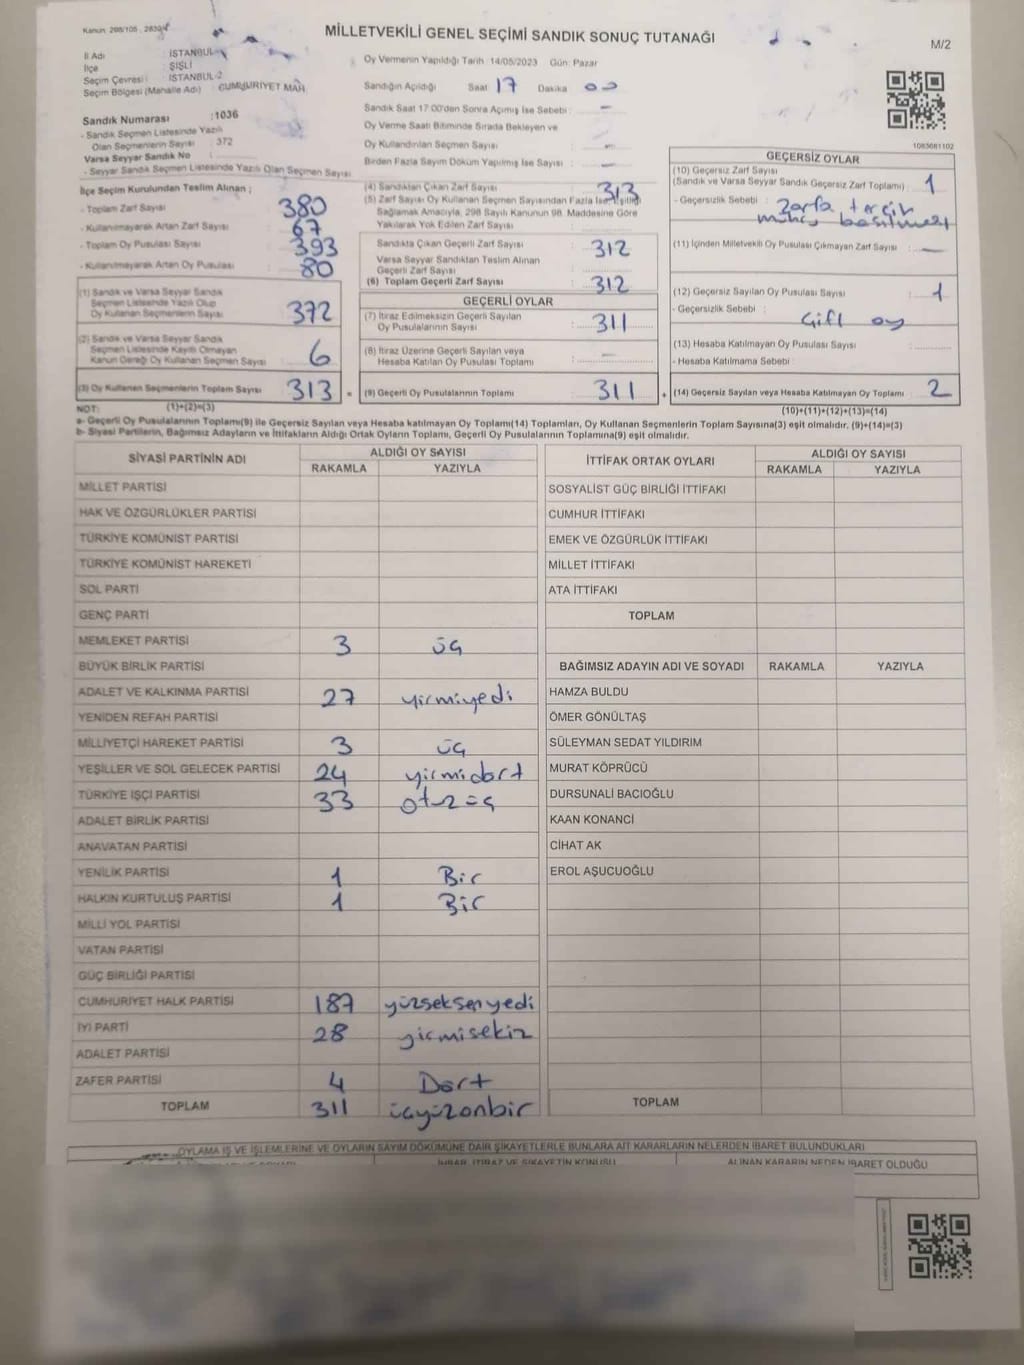 Kanun: 298/105 , 2839/
MİLLETVEKİLİ GENEL SEÇİMİ SANDIK SONUÇ TUTANAĞI
M/2
İl Adı : İSTANBUL
İlçe : ŞİŞLİ
Seçim Çevresi : İSTANBUL-2
Seçim Bölgesi (Mahalle Adı) : CUMHURİYET MAH.
Sandık Numarası : 1036
- Sandık Seçmen Listesinde Yazılı
Olan Seçmenlerin Sayısı : 372
Varsa Seyyar Sandık No :
- Seyyar Sandık Seçmen Listesinde Yazılı Olan Seçmen Sayısı
İlçe Seçim Kurulundan Teslim Alınan ;
- Toplam Zarf Sayısı : 380
- Kullanılmayarak Artan Zarf Sayısı : 67
- Toplam Oy Pusulası Sayısı : 393
- Kullanılmayarak Artan Oy Pusulası : 80
(1) Sandık ve Varsa Seyyar Sandık
Seçmen Listesinde Yazılı Olup
Oy Kullanan Seçmenlerin Sayısı : 372
(2) Sandık ve Varsa Seyyar Sandık
Seçmen Listesinde Kayıtlı Olmayan
Kanun Gereği Oy Kullanan Seçmen Sayısı : 6
(3) Oy Kullanan Seçmenlerin Toplam Sayısı : 313 =
Oy Vermenin Yapıldığı Tarih : 14/05/2023 Gün: Pazar
Sandığın Açıldığı Saat 17 Dakika 00
Sandık Saat 17:00'den Sonra Açımış İse Sebebi : —
Oy Verme Saati Bitiminde Sırada Bekleyen ve
Oy Kullandırılan Seçmen Sayısı : —
Birden Fazla Sayım Döküm Yapılmış İse Sayısı : —
(4) Sandıktan Çıkan Zarf Sayısı : 313
(5) Zarf Sayısı Oy Kullanan Seçmen Sayısından Fazla İse Eşitliği
Sağlamak Amacıyla, 298 Sayılı Kanunun 98. Maddesine Göre
Yakılarak Yok Edilen Zarf Sayısı :
Sandıkta Çıkan Geçerli Zarf Sayısı : 312
Varsa Seyyar Sandıktan Teslim Alınan
Geçerli Zarf Sayısı
(6) Toplam Geçerli Zarf Sayısı : 312
GEÇERLİ OYLAR
(7) İtiraz Edilmeksizin Geçerli Sayılan
Oy Pusulalarının Sayısı : 311
(8) İtiraz Üzerine Geçerli Sayılan veya
Hesaba Katılan Oy Pusulası Toplamı : —
(9) Geçerli Oy Pusulalarının Toplamı : 311 +
1083681102
GEÇERSİZ OYLAR
(10) Geçersiz Zarf Sayısı
(Sandık ve Varsa Seyyar Sandık Geçersiz Zarf Toplamı) : 1
- Geçersizlik Sebebi : Zarfa tercih
mührü basılması
(11) İçinden Milletvekili Oy Pusulası Çıkmayan Zarf Sayısı : —
(12) Geçersiz Sayılan Oy Pusulası Sayısı : 1
- Geçersizlik Sebebi : Çift oy
(13) Hesaba Katılmayan Oy Pusula Sayısı :
- Hesaba Katılmama Sebebi :
(14) Geçersiz Sayılan veya Hesaba Katılmayan Oy Toplamı : 2
NOT: (1)+(2)=(3)
(10)+(11)+(12)+(13)=(14)
a- Geçerli Oy Pusulaları Toplamı(9) ile Geçersiz Sayılan veya Hesaba katılmayan Oy Toplamı(14) Toplamları, Oy Kullanan Seçmenlerin Toplam Sayısına(3) eşit olmalıdır. (9)+(14)=(3)
b- Siyasi Partilerin, Bağımsız Adayların ve İttifakların Aldığı Ortak Oyların Toplamı, Geçerli Oy Pusulalarının Toplamına(9) eşit olmalıdır.
SİYASİ PARTİNİN ADI ALDIĞI OY SAYISI
RAKAMLA YAZIYLA
MİLLET PARTİSİ
HAK VE ÖZGÜRLÜKLER PARTİSİ
TÜRKİYE KOMÜNİST PARTİSİ
TÜRKİYE KOMÜNİST HAREKETİ
SOL PARTİ
GENÇ PARTİ
MEMLEKET PARTİSİ 3 üç
BÜYÜK BİRLİK PARTİSİ
ADALET VE KALKINMA PARTİSİ 27 yirmiyedi
YENİDEN REFAH PARTİSİ
MİLLİYETÇİ HAREKET PARTİSİ 3 üç
YEŞİLLER VE SOL GELECEK PARTİSİ 24 yirmidört
TÜRKİYE İŞÇİ PARTİSİ 33 otuzüç
ADALET BİRLİK PARTİSİ
ANAVATAN PARTİSİ
YENİLİK PARTİSİ 1 Bir
HALKIN KURTULUŞ PARTİSİ 1 Bir
MİLLİ YOL PARTİSİ
VATAN PARTİSİ
GÜÇ BİRLİĞİ PARTİSİ
CUMHURİYET HALK PARTİSİ 187 yüzseksenyedi
İYİ PARTİ 28 yirmisekiz
ADALET PARTİSİ
ZAFER PARTİSİ 4 Dört
TOPLAM 311 üçyüzonbir
İTTİFAK ORTAK OYLARI ALDIĞI OY SAYISI
RAKAMLA YAZIYLA
SOSYALİST GÜÇ BİRLİĞİ İTTİFAKI
CUMHUR İTTİFAKI
EMEK VE ÖZGÜRLÜK İTTİFAKI
MİLLET İTTİFAKI
ATA İTTİFAKI
TOPLAM
BAĞIMSIZ ADAYIN ADI VE SOYADI RAKAMLA YAZIYLA
HAMZA BULDU
ÖMER GÖNÜLTAŞ
SÜLEYMAN SEDAT YILDIRIM
MURAT KÖPRÜCÜ
DURSUNALİ BACIOĞLU
KAAN KONANCİ
CİHAT AK
EROL AŞUCUOĞLU
TOPLAM
OYLAMA İŞ VE İŞLEMLERİNE VE OYLARIN SAYIM DÖKÜMÜNE DAİR ŞİKAYETLERLE BUNLARA AİT KARARLARIN NELERDEN İBARET BULUNDUKLARI
İHBAR, İTİRAZ VE ŞİKAYETİN KONUSU
ALINAN KARARIN NEDEN İBARET OLDUĞU